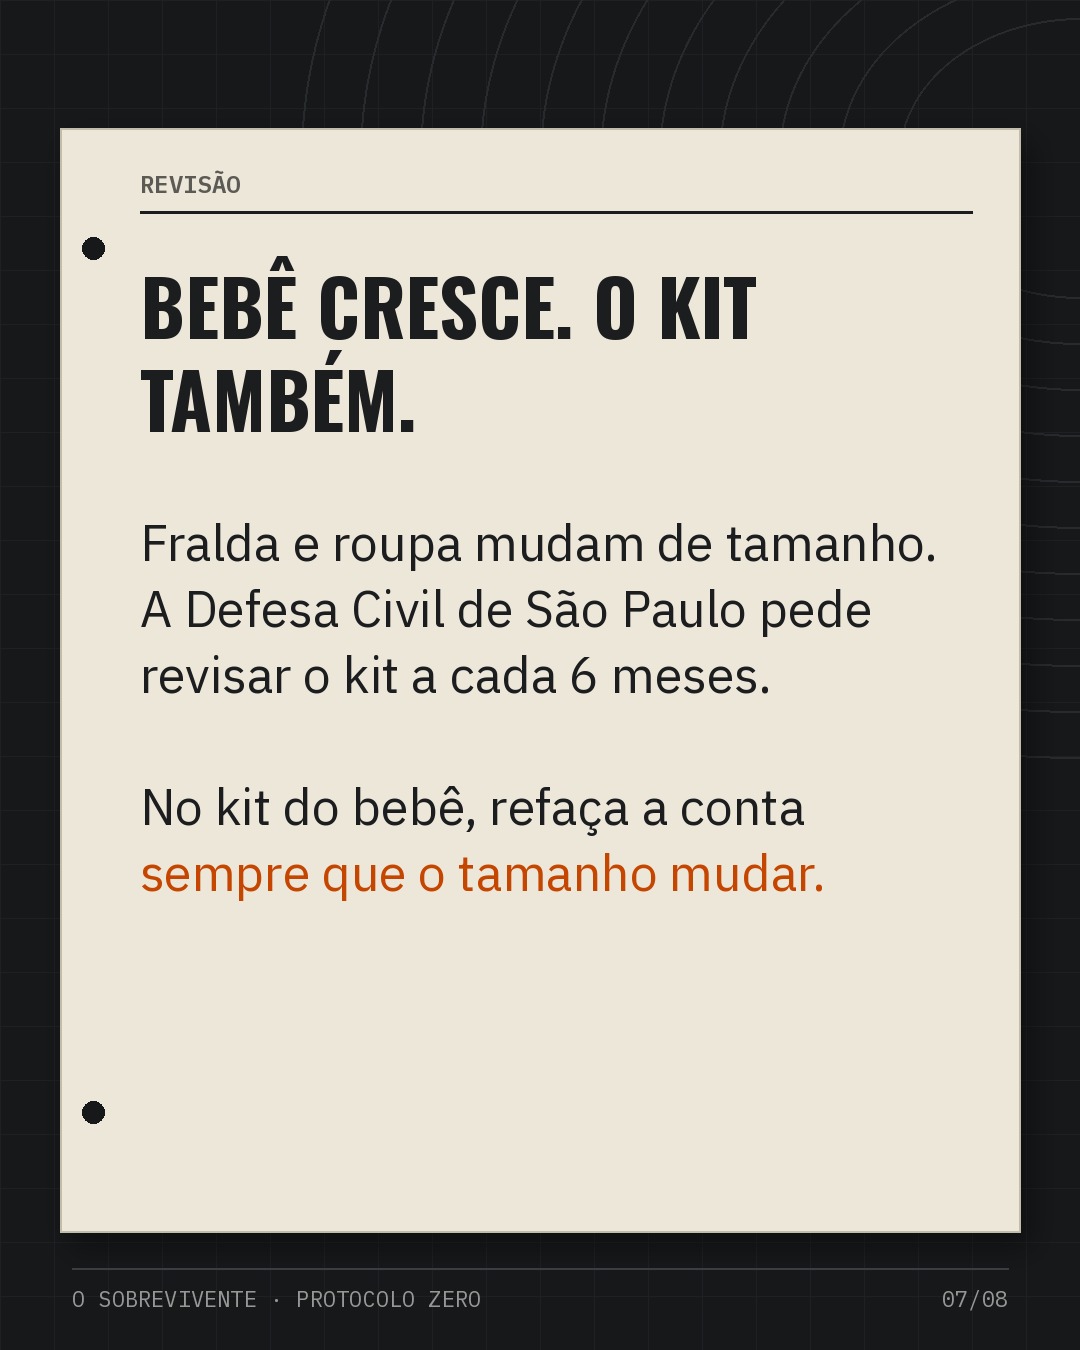 REVISÃO
BEBÊ CRESCE. O KIT
TAMBÉM.
Fralda e roupa mudam de tamanho.
A Defesa Civil de São Paulo pede
revisar o kit a cada 6 meses.
No kit do bebê, refaça a conta
sempre que o tamanho mudar.
O SOBREVIVENTE · PROTOCOLO ZERO
07/08